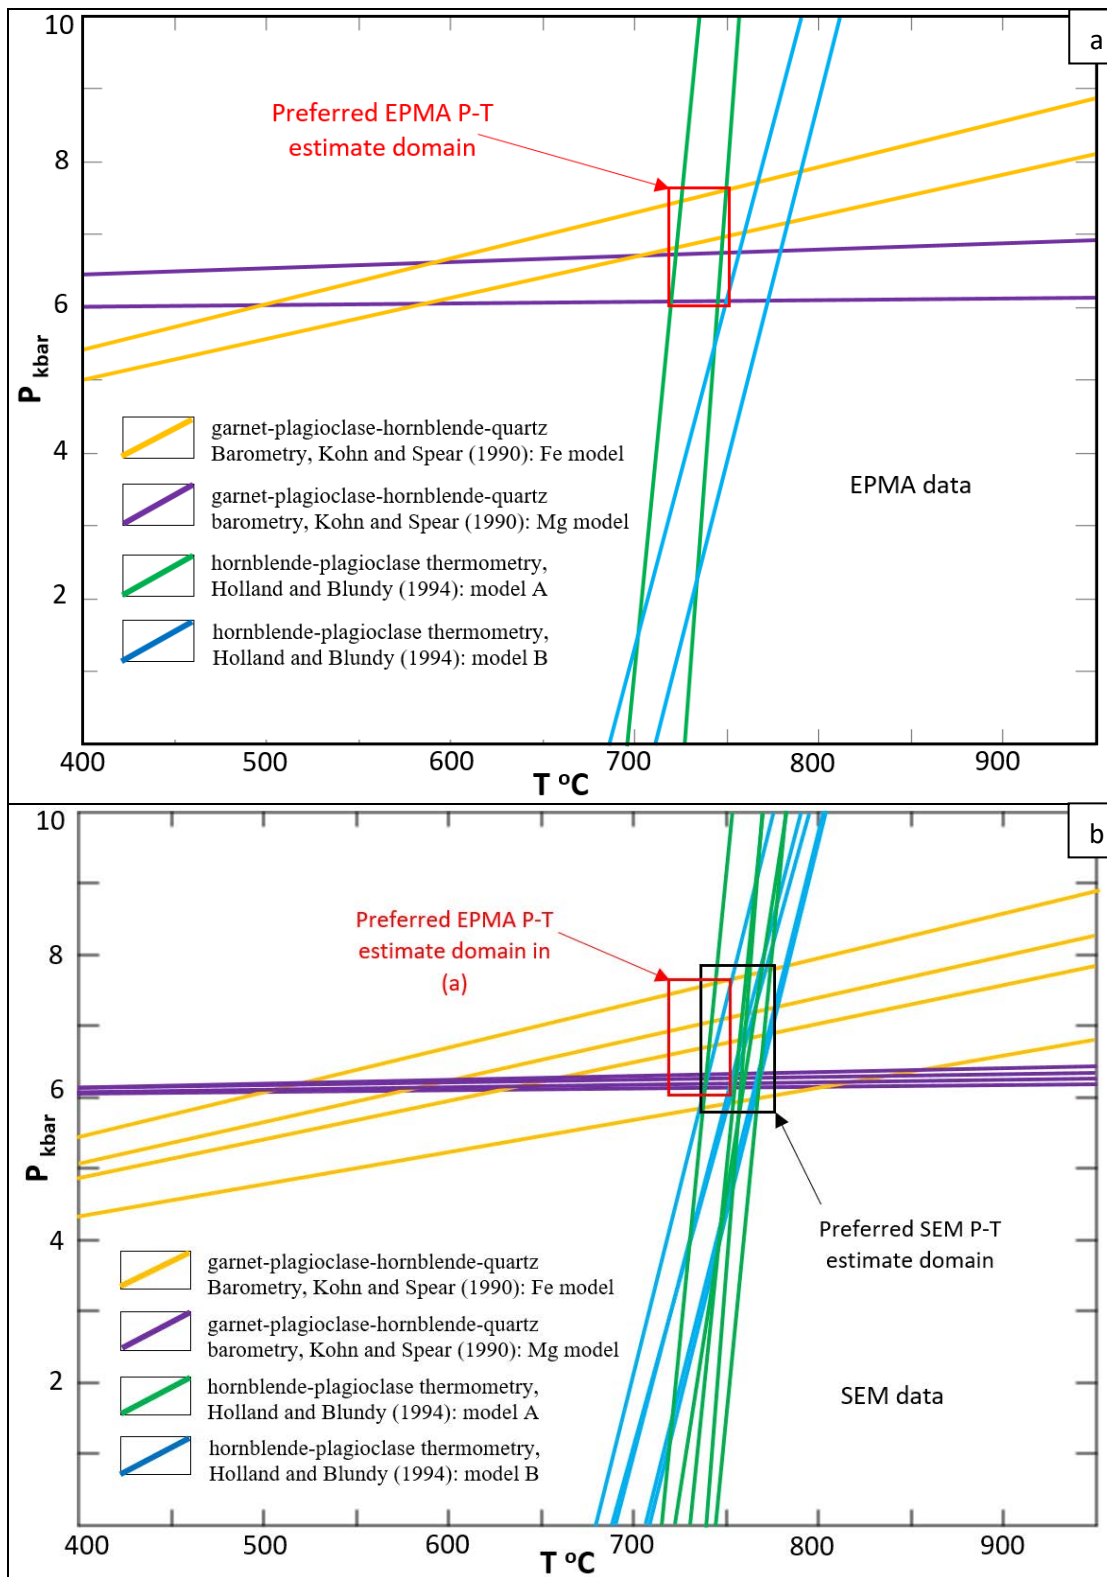 a
10
Preferred EPMA P-T
estimate domain
8
6
P kbar
garnet-plagioclase-hornblende-quartz
Barometry, Kohn and Spear (1990): Fe model
4
EPMA data
garnet-plagioclase-hornblende-quartz
barometry, Kohn and Spear (1990): Mg model
hornblende-plagioclase thermometry,
Holland and Blundy (1994): model A
2
hornblende-plagioclase thermometry,
Holland and Blundy (1994): model B
400 500 600 700 800 900
T ºC
b
10
Preferred EPMA P-T
estimate domain in
(a)
8
6
P kbar
Preferred SEM P-T
estimate domain
4
garnet-plagioclase-hornblende-quartz
Barometry, Kohn and Spear (1990): Fe model
garnet-plagioclase-hornblende-quartz
barometry, Kohn and Spear (1990): Mg model
2
SEM data
hornblende-plagioclase thermometry,
Holland and Blundy (1994): model A
hornblende-plagioclase thermometry,
Holland and Blundy (1994): model B
400 500 600 700 800 900
T ºC